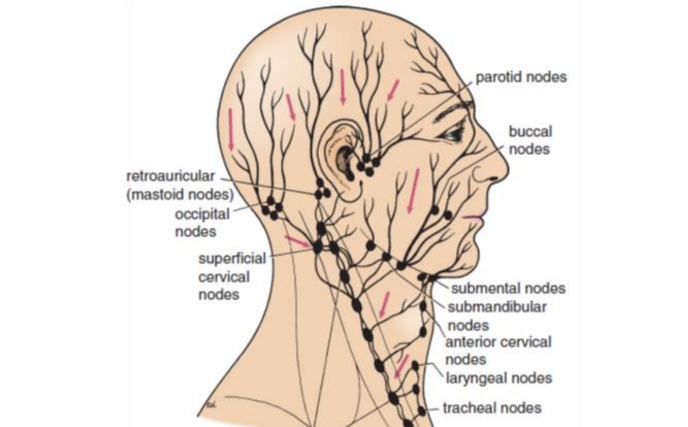 parotid nodes
buccal
nodes
retroauricular
(mastoid nodes)
occipital
nodes
superficial
cervical
nodes
submental nodes
submandibular
nodes
anterior cervical
nodes
laryngeal nodes
tracheal nodes